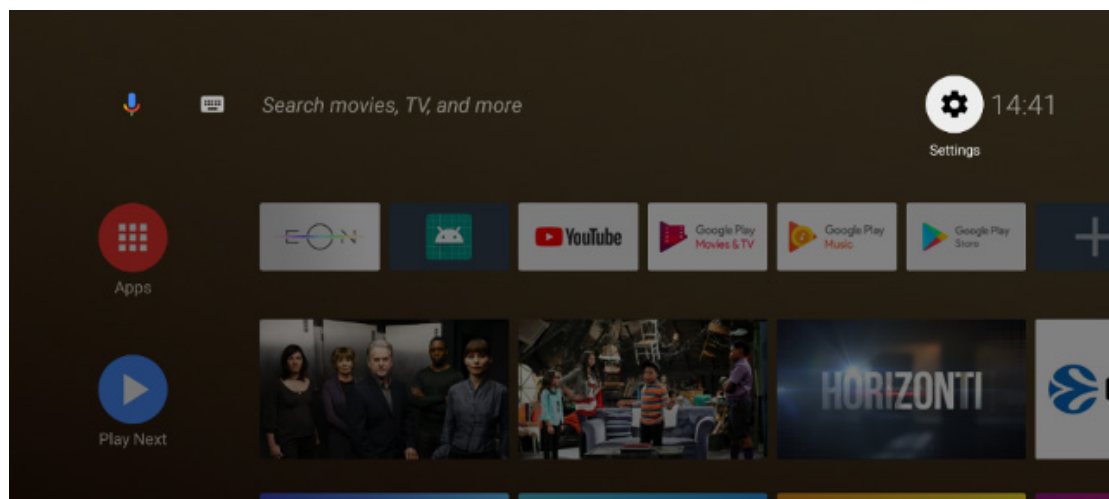 Search movies, TV, and more
14:41
Settings
EON
YouTube
Google Play
Movies & TV
Google Play
Music
Google Play
Store
Apps
HORIZONTI
Play Next